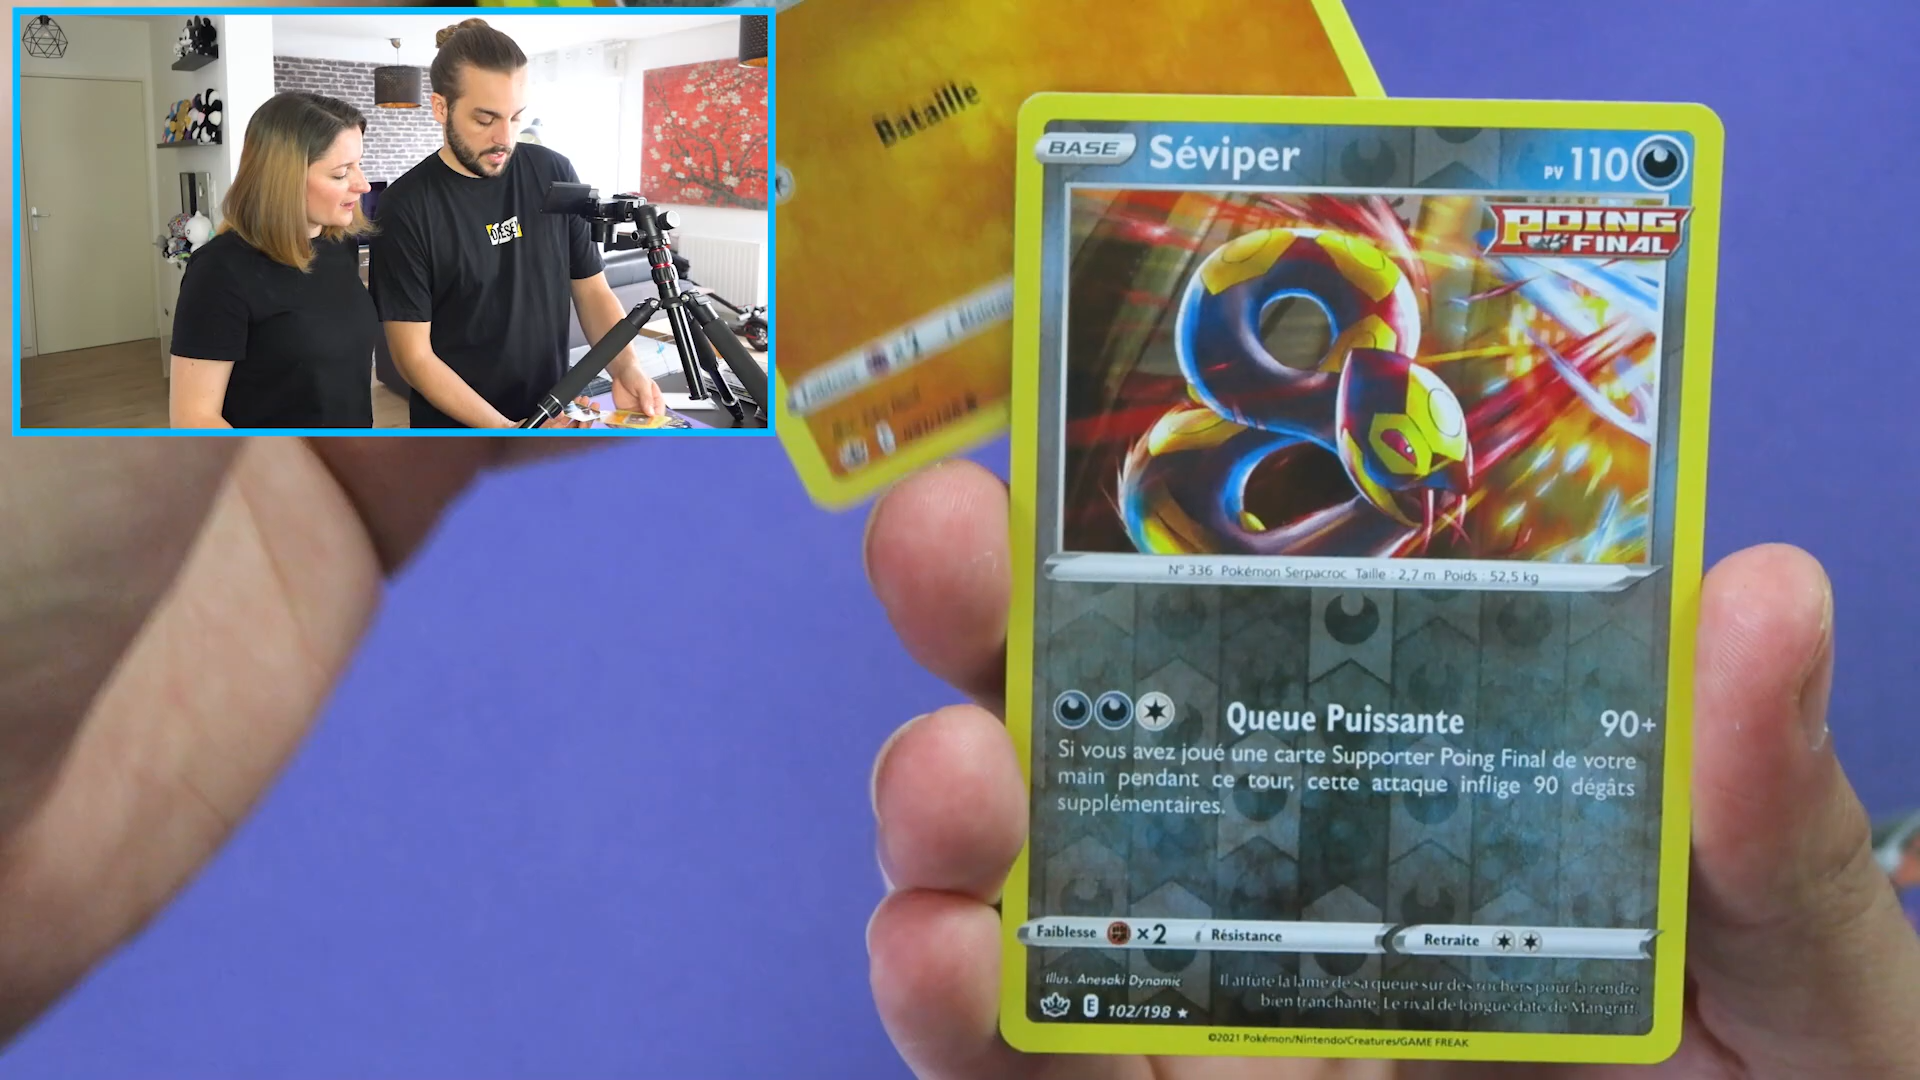 DIESEL
Bataille
Faiblesse ×2
Résistance
BASE Séviper PV 110
POING
FINAL
N° 336 Pokémon Serpacroc Taille : 2,7 m Poids : 52,5 kg
Queue Puissante 90+
Si vous avez joué une carte Supporter Poing Final de votre
main pendant ce tour, cette attaque inflige 90 dégâts
supplémentaires.
Faiblesse ×2 Résistance Retraite
Illus. Anesaki Dynamic
Il affûte la lame de sa queue sur des rochers pour la rendre
bien tranchante. Le rival de longue date de Mangriff.
E 102/198
©2021 Pokémon/Nintendo/Creatures/GAME FREAK